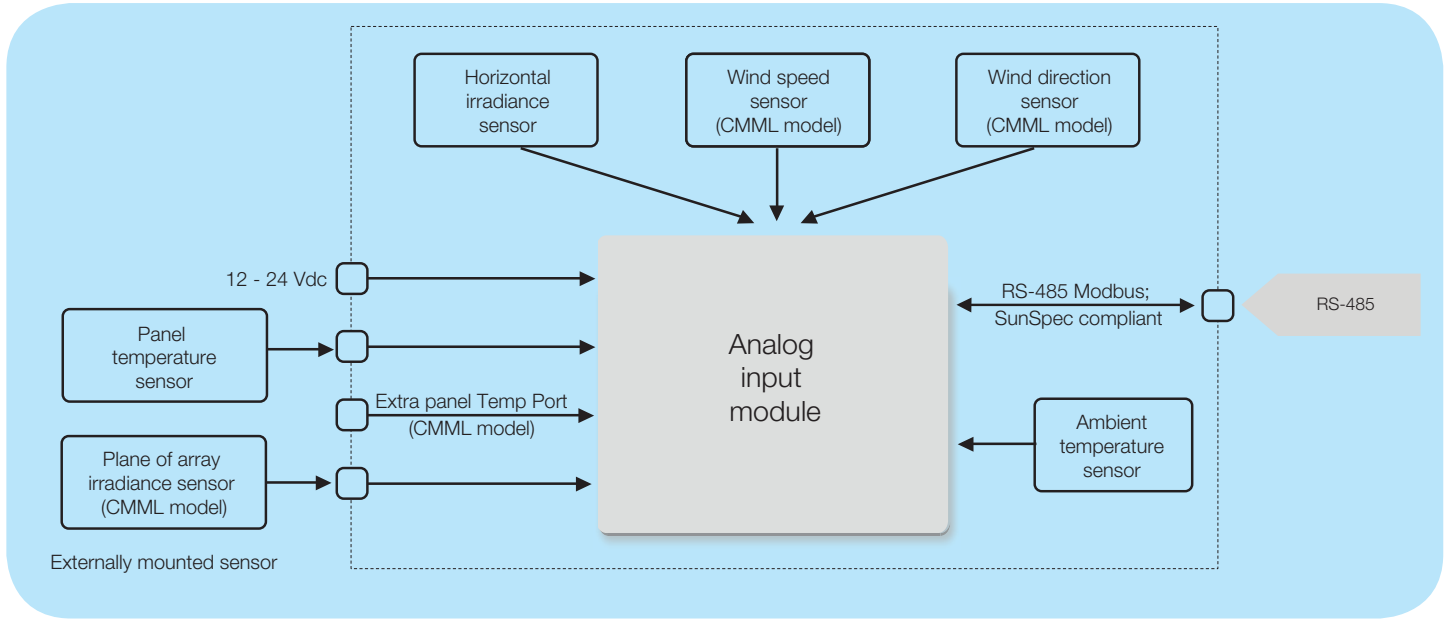 Horizontal
irradiance
sensor
Wind speed
sensor
(CMML model)
Wind direction
sensor
(CMML model)
12 - 24 Vdc
Panel
temperature
sensor
Extra panel Temp Port
(CMML model)
Plane of array
irradiance sensor
(CMML model)
Externally mounted sensor
Analog
input
module
RS-485 Modbus;
SunSpec compliant
RS-485
Ambient
temperature
sensor